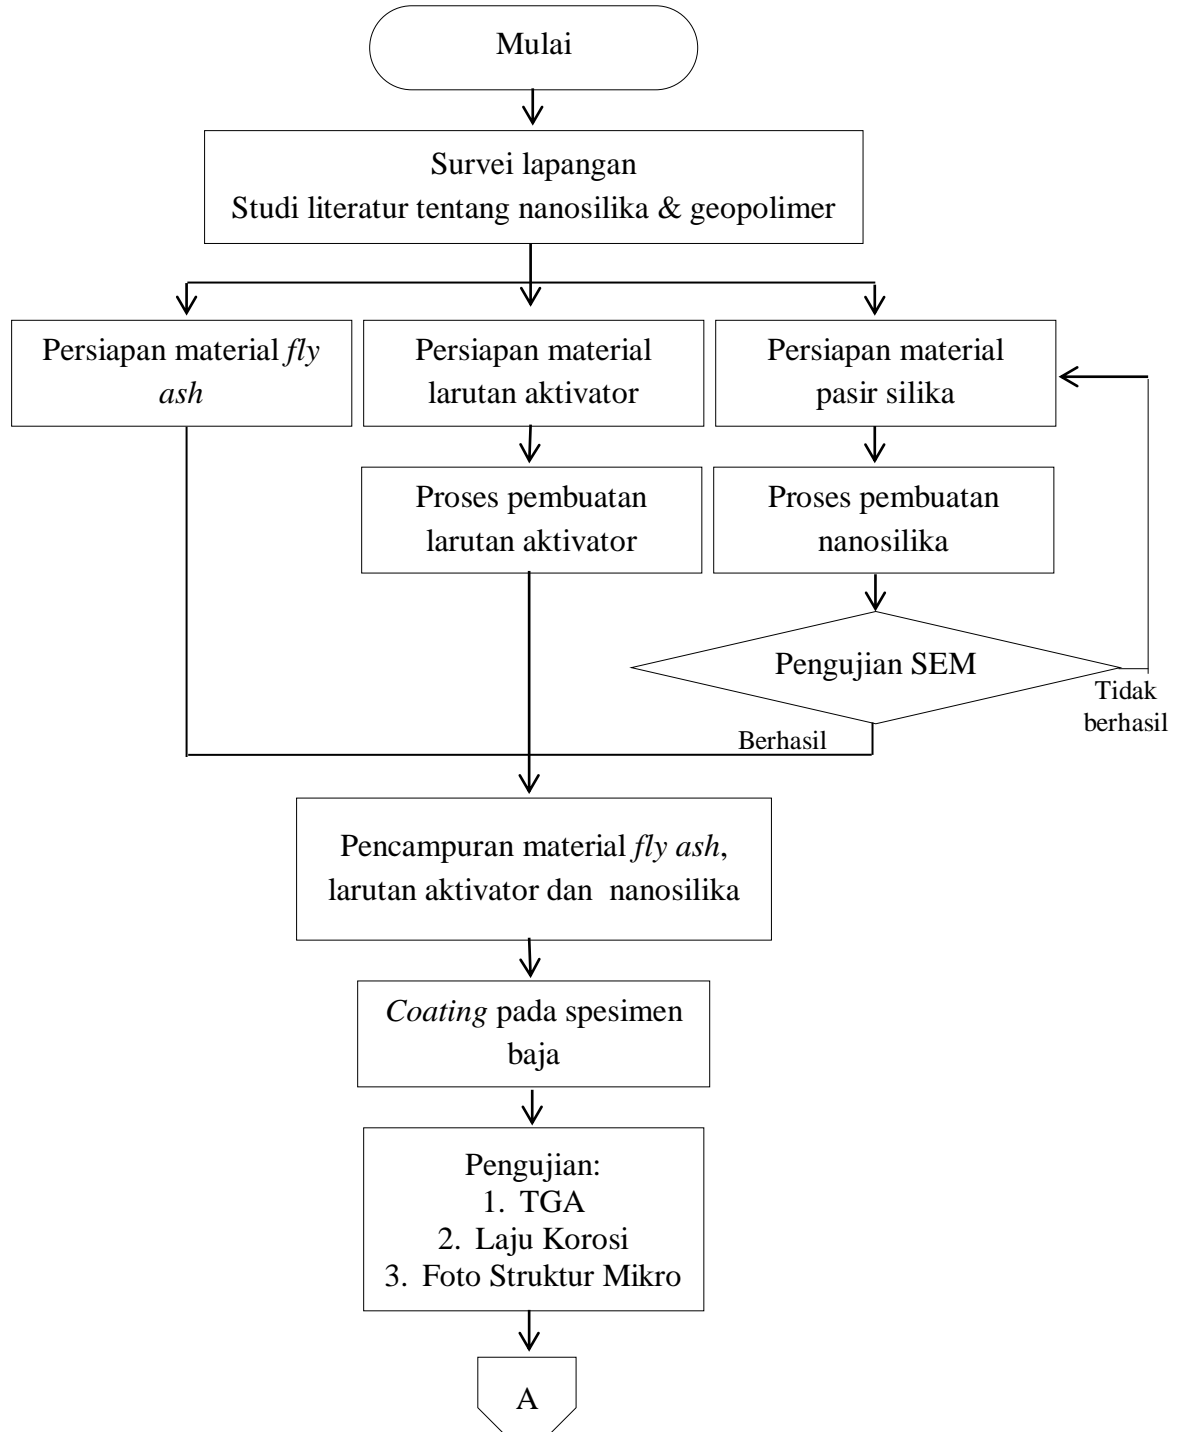 Mulai
Survei lapangan
Studi literatur tentang nanosilika & geopolimer
Persiapan material fly
ash
Persiapan material
larutan aktivator
Persiapan material
pasir silika
Proses pembuatan
larutan aktivator
Proses pembuatan
nanosilika
Pengujian SEM
Tidak
berhasil
Berhasil
Pencampuran material fly ash,
larutan aktivator dan nanosilika
Coating pada spesimen
baja
Pengujian:
1. TGA
2. Laju Korosi
3. Foto Struktur Mikro
A